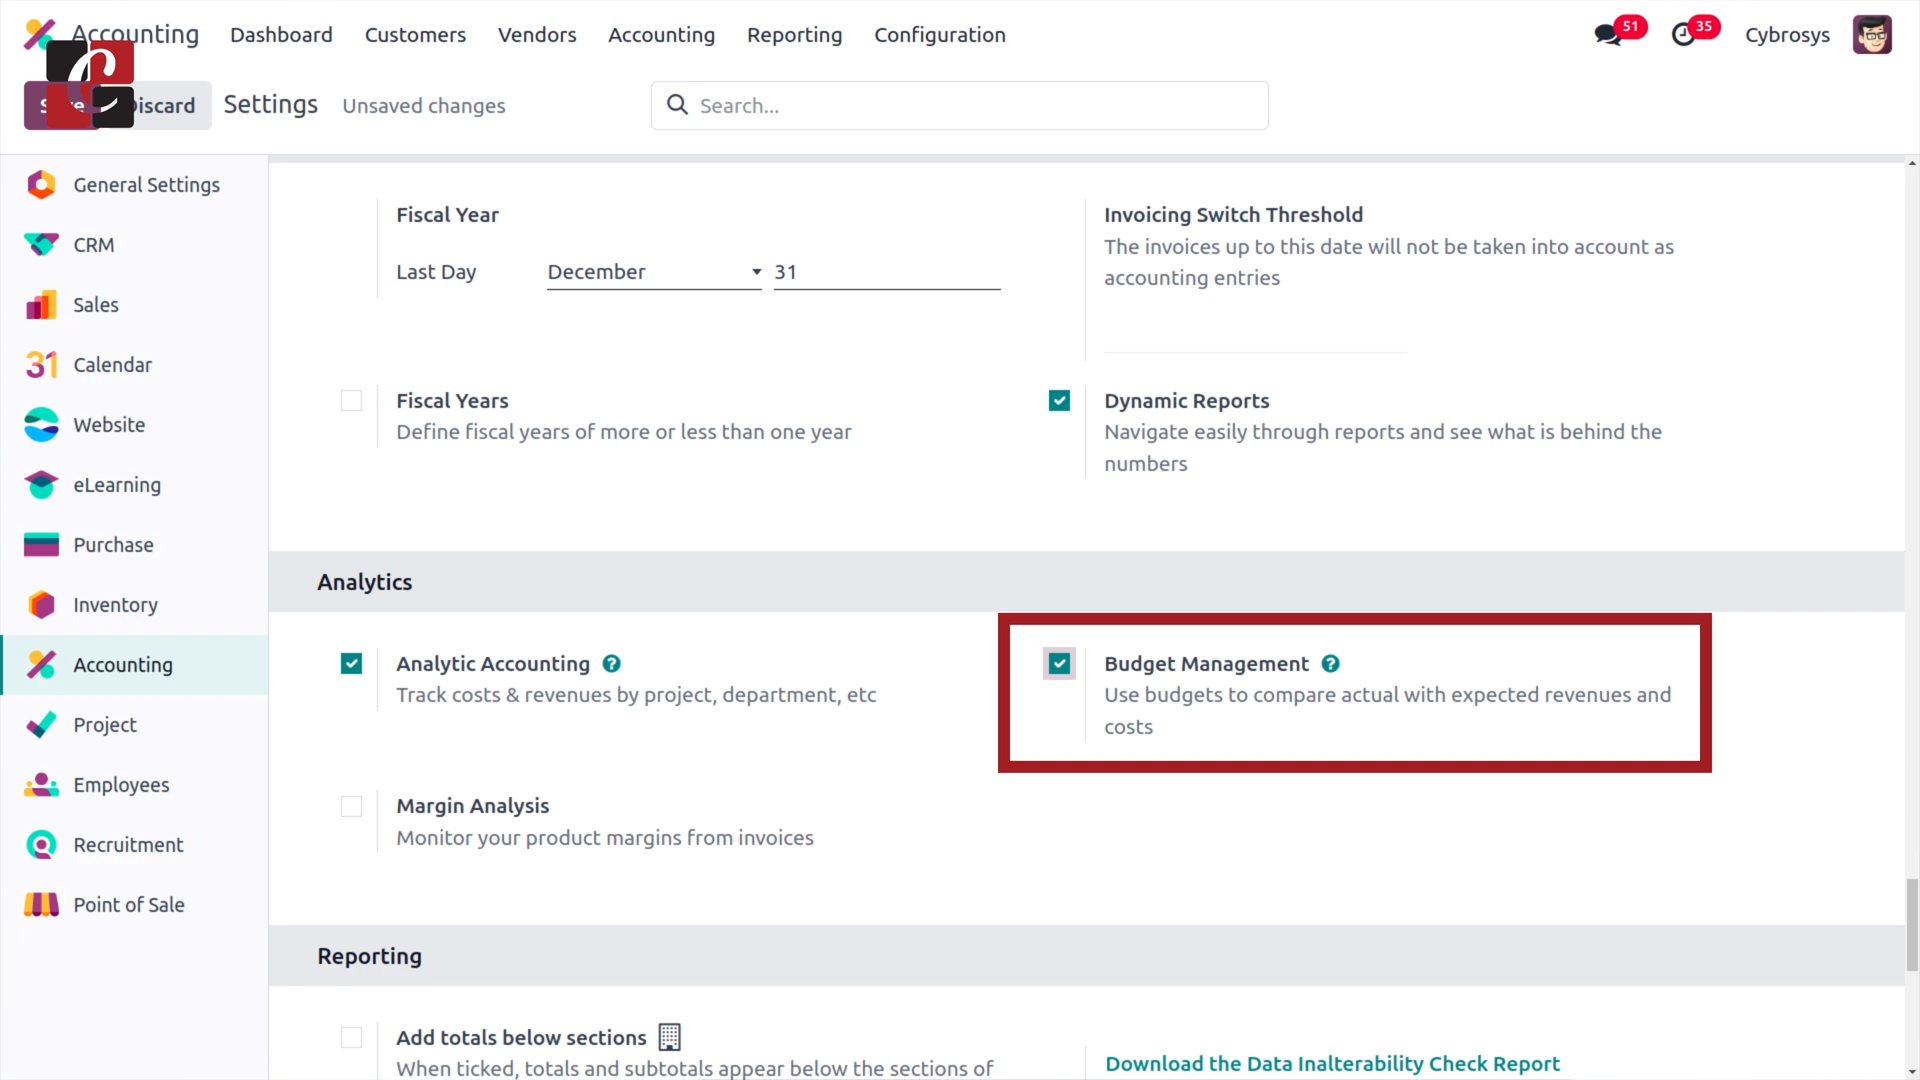 Accounting
Dashboard
Customers
Vendors
Accounting
Reporting
Configuration
51
35
Cybrosys
Discard
Settings
Unsaved changes
Search...
General Settings
CRM
Sales
31 Calendar
Website
eLearning
Purchase
Inventory
Accounting
Project
Employees
Recruitment
Point of Sale
Fiscal Year
Last Day
December
31
Invoicing Switch Threshold
The invoices up to this date will not be taken into account as
accounting entries
Fiscal Years
Define fiscal years of more or less than one year
Dynamic Reports
Navigate easily through reports and see what is behind the
numbers
Analytics
Analytic Accounting ?
Track costs & revenues by project, department, etc
Budget Management ?
Use budgets to compare actual with expected revenues and
costs
Margin Analysis
Monitor your product margins from invoices
Reporting
Add totals below sections
When ticked, totals and subtotals appear below the sections of
Download the Data Inalterability Check Report